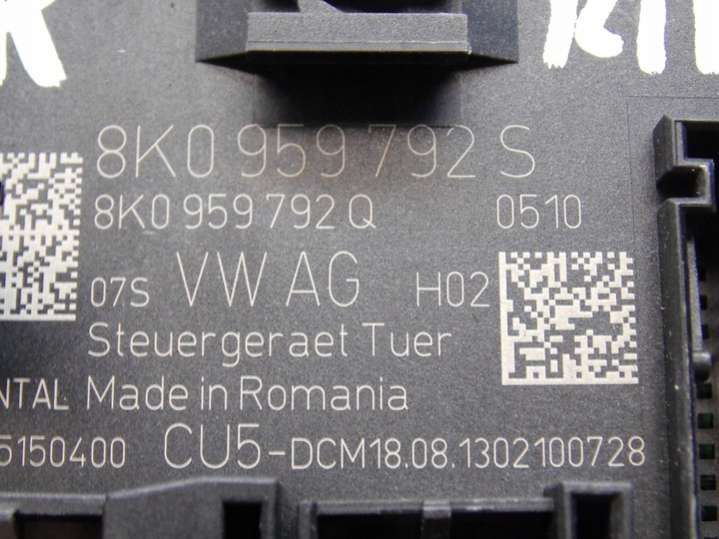 8K0 959 792 S
8K0 959 792 Q 0510
07S VW AG H02
Steuergeraet Tuer
NTAL Made in Romania
5150400 CU5-DCM18.08.1302100728